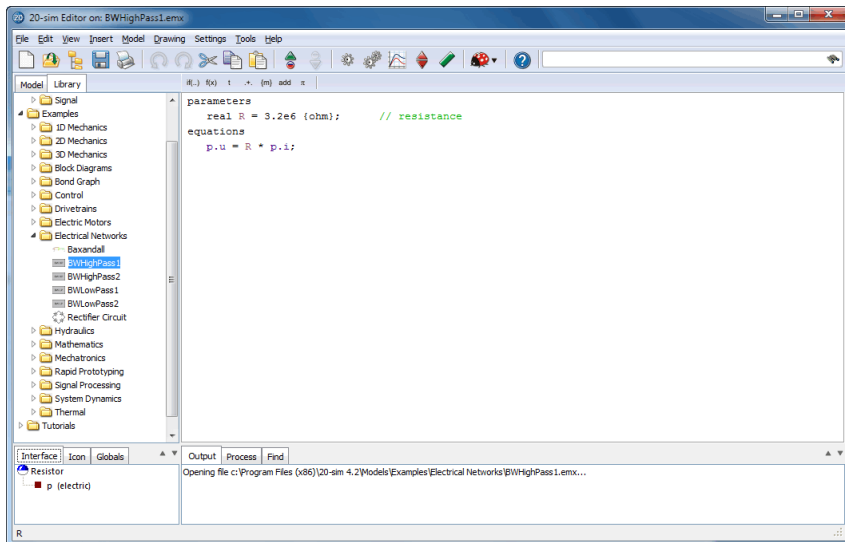 20-sim Editor on: BWHighPass1.emx
File Edit View Insert Model Drawing Settings Tools Help
Model Library
if(..) f(x) t .+. {m} add π
Signal
Examples
1D Mechanics
2D Mechanics
3D Mechanics
Block Diagrams
Bond Graph
Control
Drivetrains
Electric Motors
Electrical Networks
Baxandall
BWHighPass1
BWHighPass2
BWLowPass1
BWLowPass2
Rectifier Circuit
Hydraulics
Mathematics
Mechatronics
Rapid Prototyping
Signal Processing
System Dynamics
Thermal
Tutorials
parameters
real R = 3.2e6 {ohm}; // resistance
equations
p.u = R * p.i;
Interface Icon Globals
Resistor
p (electric)
Output Process Find
Opening file c:\Program Files (x86)\20-sim 4.2\Models\Examples\Electrical Networks\BWHighPass1.emx...
R